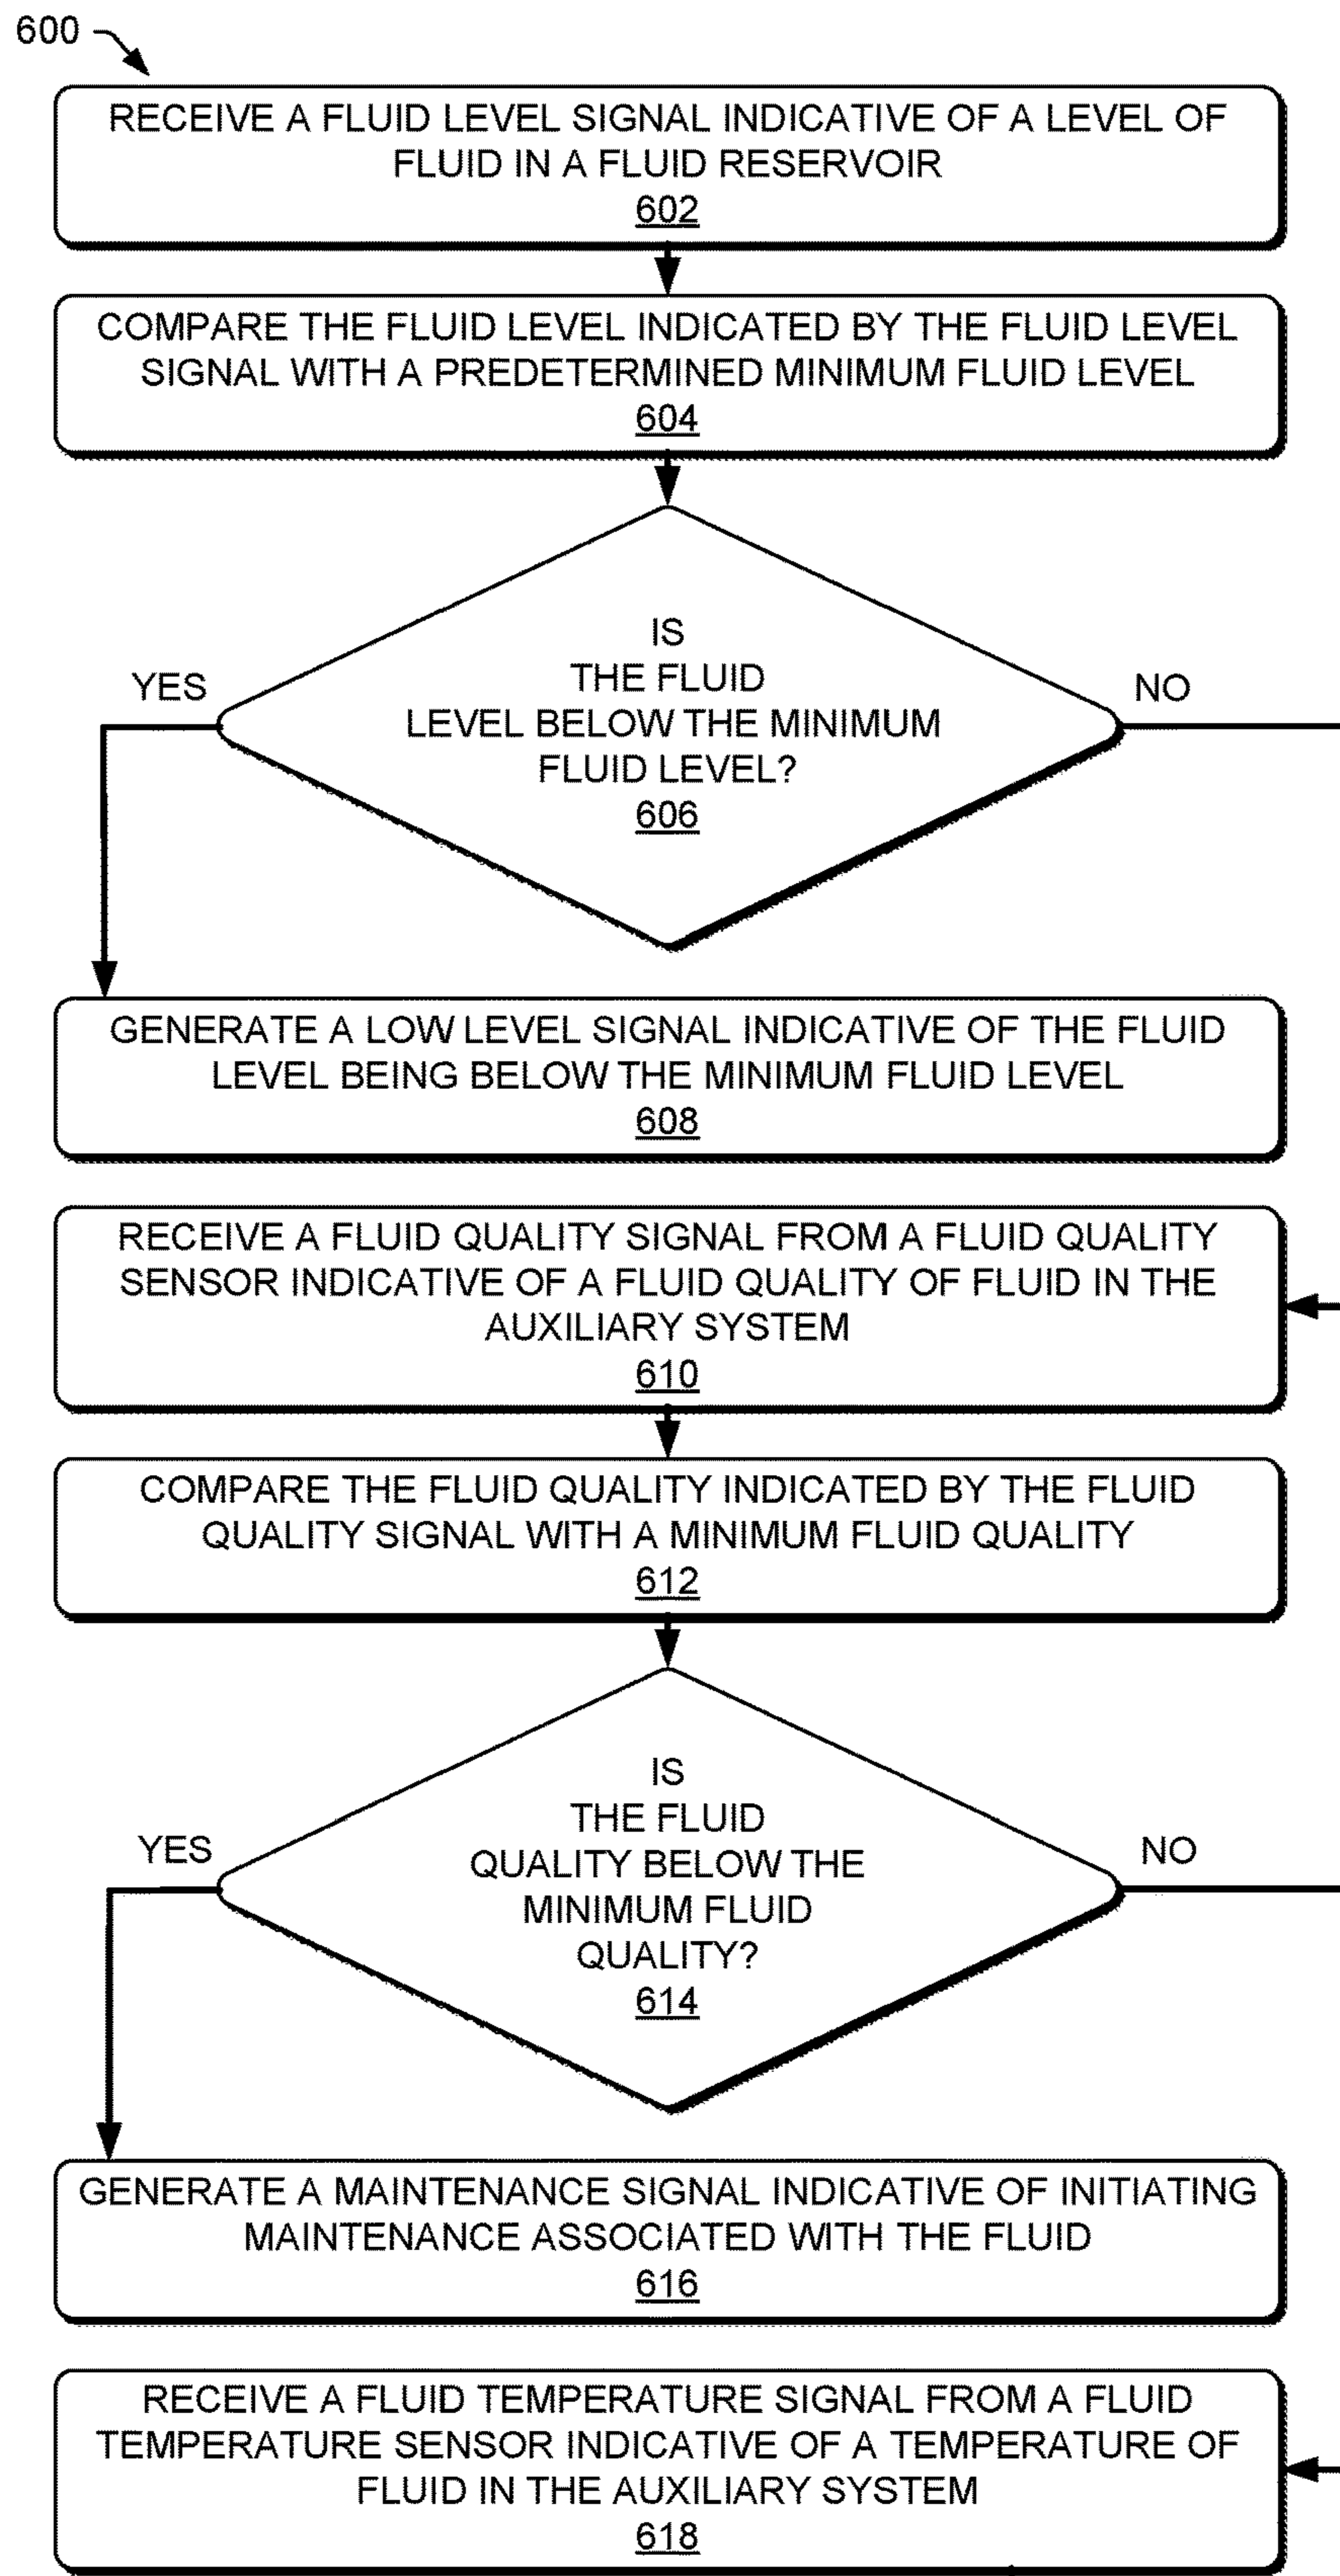 600
RECEIVE A FLUID LEVEL SIGNAL INDICATIVE OF A LEVEL OF
FLUID IN A FLUID RESERVOIR
602
COMPARE THE FLUID LEVEL INDICATED BY THE FLUID LEVEL
SIGNAL WITH A PREDETERMINED MINIMUM FLUID LEVEL
604
IS
THE FLUID
LEVEL BELOW THE MINIMUM
FLUID LEVEL?
606
YES
NO
GENERATE A LOW LEVEL SIGNAL INDICATIVE OF THE FLUID
LEVEL BEING BELOW THE MINIMUM FLUID LEVEL
608
RECEIVE A FLUID QUALITY SIGNAL FROM A FLUID QUALITY
SENSOR INDICATIVE OF A FLUID QUALITY OF FLUID IN THE
AUXILIARY SYSTEM
610
COMPARE THE FLUID QUALITY INDICATED BY THE FLUID
QUALITY SIGNAL WITH A MINIMUM FLUID QUALITY
612
IS
THE FLUID
QUALITY BELOW THE
MINIMUM FLUID
QUALITY?
614
YES
NO
GENERATE A MAINTENANCE SIGNAL INDICATIVE OF INITIATING
MAINTENANCE ASSOCIATED WITH THE FLUID
616
RECEIVE A FLUID TEMPERATURE SIGNAL FROM A FLUID
TEMPERATURE SENSOR INDICATIVE OF A TEMPERATURE OF
FLUID IN THE AUXILIARY SYSTEM
618